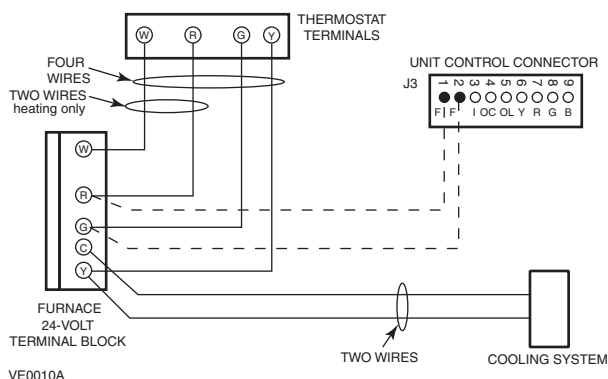 THERMOSTAT
TERMINALS
W R G Y
FOUR
WIRES
TWO WIRES
heating only
UNIT CONTROL CONNECTOR
J3
1 2 3 4 5 6 7 8 9
F F I OC OL Y R G B
W
R
G
C
Y
FURNACE
24-VOLT
TERMINAL BLOCK
TWO WIRES
COOLING SYSTEM
VE0010A